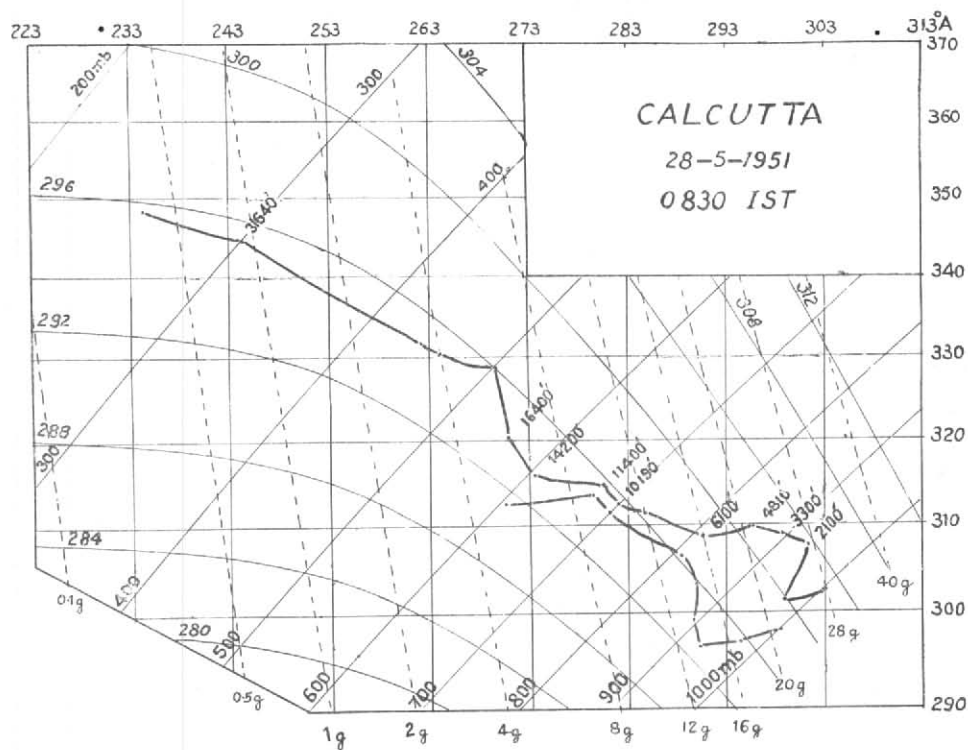 223 233 243 253 263 273 283 293 303 313°A
370
200mb 300 300 304
CALCUTTA
360
28-5-1951
400
296 350
0830 IST
31640
340
312
308
292
330
16400
288 14200 320
300 11400
10190
6100 4810 3300 2100
310
284
40g
0.1g 400
300
280 500 28g
0.5g 600 700 800 900 1000mb 20g
290
1g 2g 4g 8g 12g 16g